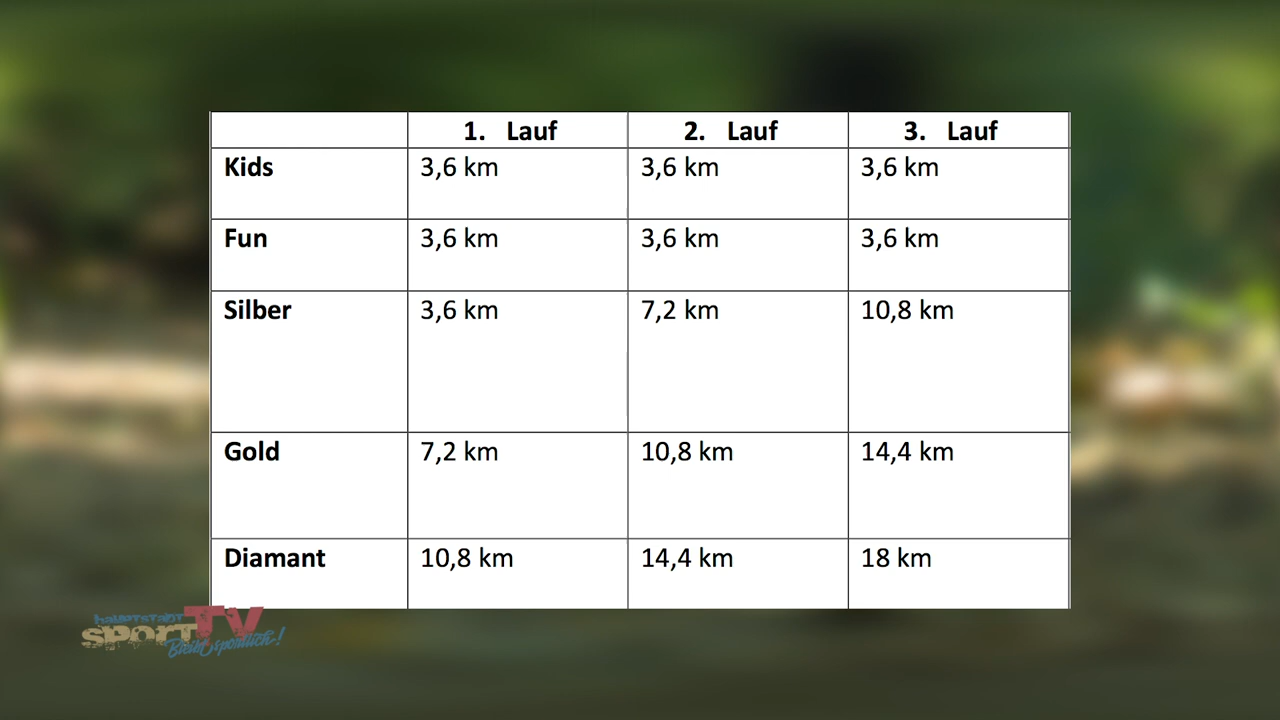 1. Lauf 2. Lauf 3. Lauf
Kids 3,6 km 3,6 km 3,6 km
Fun 3,6 km 3,6 km 3,6 km
Silber 3,6 km 7,2 km 10,8 km
Gold 7,2 km 10,8 km 14,4 km
Diamant 10,8 km 14,4 km 18 km
HAUPTSTADT
SPORT TV
Bleibt sportlich!